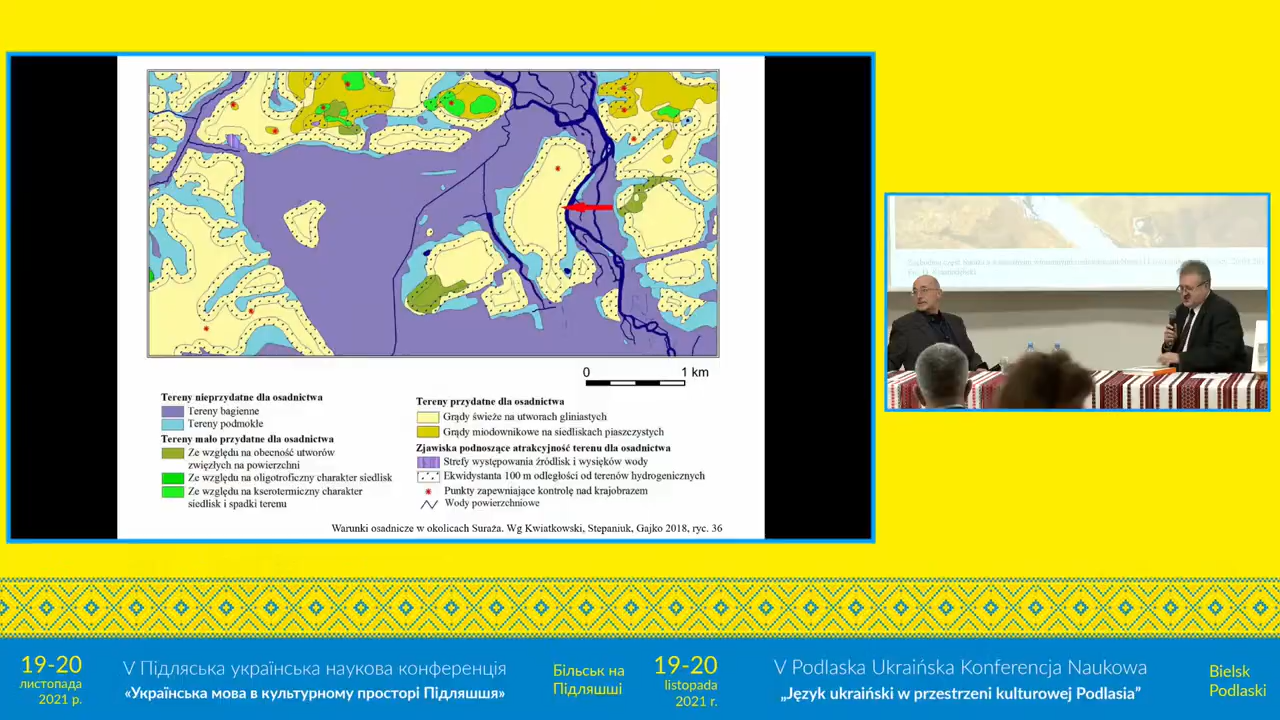 0 1 km
Tereny nieprzydatne dla osadnictwa
Tereny bagienne
Tereny podmokłe
Tereny mało przydatne dla osadnictwa
Ze względu na obecność utworów
zwięzłych na powierzchni
Ze względu na oligotroficzny charakter siedlisk
Ze względu na kserotermiczny charakter
siedlisk i spadki terenu
Tereny przydatne dla osadnictwa
Grądy świeże na utworach gliniastych
Grądy miodownikowe na siedliskach piaszczystych
Zjawiska podnoszące atrakcyjność terenu dla osadnictwa
Strefy występowania źródlisk i wysięków wody
Ekwidystanta 100 m odległości od terenów hydrogenicznych
Punkty zapewniające kontrolę nad krajobrazem
Wody powierzchniowe
Warunki osadnicze w okolicach Suraża. Wg Kwiatkowski, Stepaniuk, Gajko 2018, ryc. 36
19-20
листопада
2021 р.
V Підляська українська наукова конференція
«Українська мова в культурному просторі Підляшшя»
Більськ на
Підляшші
19-20
listopada
2021 r.
V Podlaska Ukraińska Konferencja Naukowa
„Język ukraiński w przestrzeni kulturowej Podlasia”
Bielsk
Podlaski